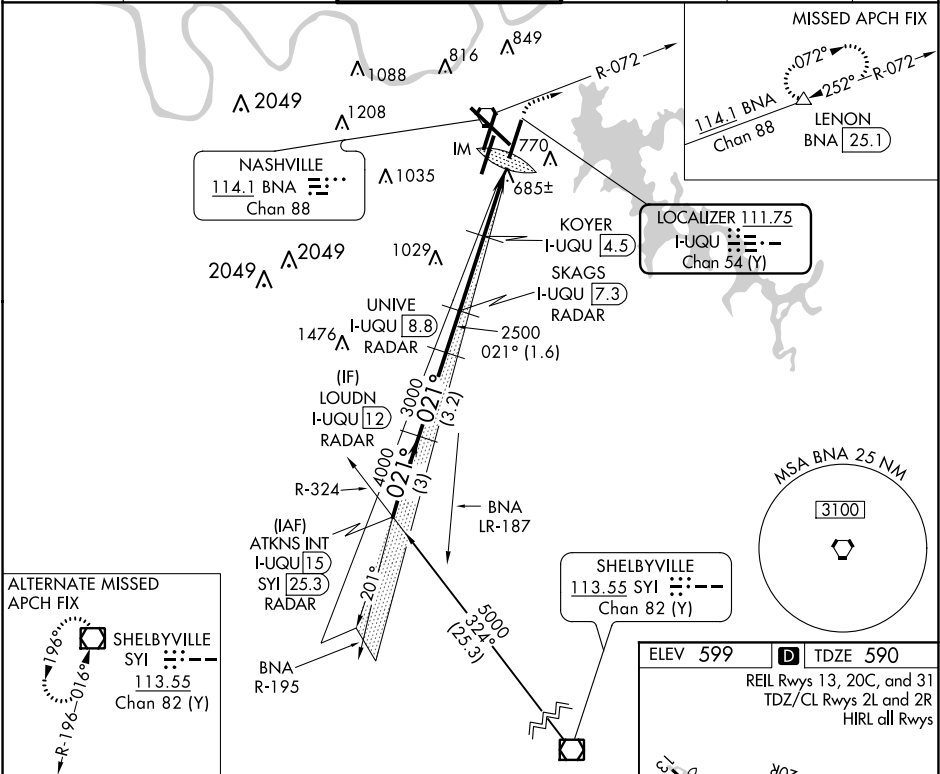 MISSED APCH FIX
072°
252°
R-072
114.1 BNA
Chan 88
LENON
BNA 25.1
849
816
1088
2049
1208
R-072
IM
770
685±
1035
NASHVILLE
114.1 BNA
Chan 88
LOCALIZER 111.75
I-UQU
Chan 54 (Y)
KOYER
I-UQU 4.5
SKAGS
I-UQU 7.3
RADAR
2049
2049
1029
UNIVE
I-UQU 8.8
RADAR
1476
2500
021° (1.6)
(IF)
LOUDN
I-UQU 12
RADAR
3000
021°
(3.2)
4000
021°
(3)
R-324
BNA
LR-187
(IAF)
ATKNS INT
I-UQU 15
SYI 25.3
RADAR
201°
BNA
R-195
5000
324°
(25.3)
SHELBYVILLE
113.55 SYI
Chan 82 (Y)
MSA BNA 25 NM
3100
ALTERNATE MISSED
APCH FIX
196°
016°
R-196
SHELBYVILLE
SYI
113.55
Chan 82 (Y)
ELEV 599
D
TDZE 590
REIL Rwys 13, 20C, and 31
TDZ/CL Rwys 2L and 2R
HIRL all Rwys
13
20R